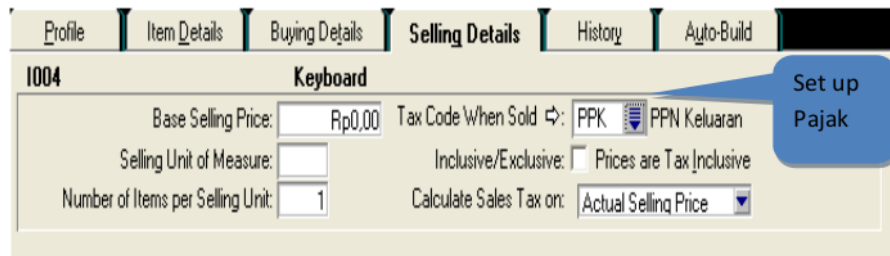 Profile Item Details Buying Details Selling Details History Auto-Build
I004 Keyboard
Set up
Pajak
Base Selling Price: Rp0,00 Tax Code When Sold ⇨: PPK PPN Keluaran
Selling Unit of Measure: Inclusive/Exclusive: Prices are Tax Inclusive
Number of Items per Selling Unit: 1 Calculate Sales Tax on: Actual Selling Price